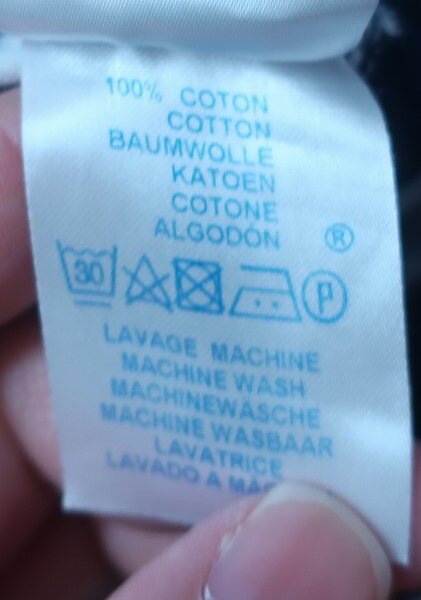 100% COTON
COTTON
BAUMWOLLE
KATOEN
COTONE
ALGODÓN ®
30 P
LAVAGE MACHINE
MACHINE WASH
MACHINEWÄSCHE
MACHINE WASBAAR
LAVATRICE
LAVADO A